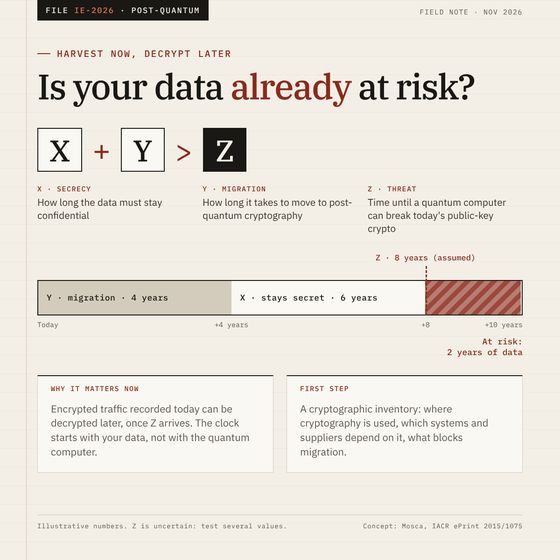 FILE IE-2026 · POST-QUANTUM
FIELD NOTE · NOV 2026
HARVEST NOW, DECRYPT LATER
Is your data already at risk?
X + Y > Z
X · SECRECY
How long the data must stay
confidential
Y · MIGRATION
How long it takes to move to post-
quantum cryptography
Z · THREAT
Time until a quantum computer
can break today's public-key
crypto
Z · 8 years (assumed)
Y · migration · 4 years
X · stays secret · 6 years
Today
+4 years
+8
+10 years
At risk:
2 years of data
WHY IT MATTERS NOW
Encrypted traffic recorded today can be
decrypted later, once Z arrives. The clock
starts with your data, not with the quantum
computer.
FIRST STEP
A cryptographic inventory: where
cryptography is used, which systems and
suppliers depend on it, what blocks
migration.
Illustrative numbers. Z is uncertain: test several values.
Concept: Mosca, IACR ePrint 2015/1075